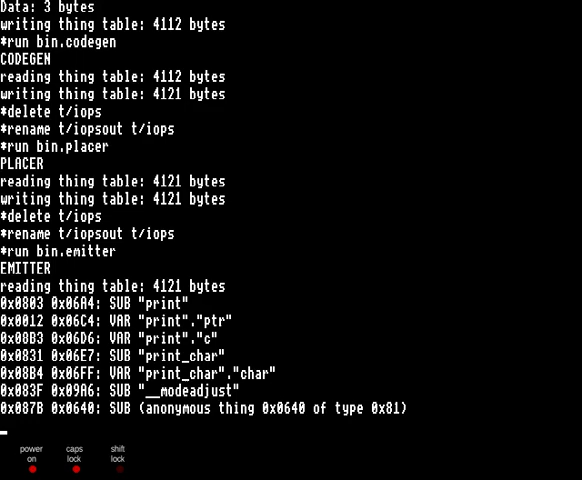 Data: 3 bytes
writing thing table: 4112 bytes
*run bin.codegen
CODEGEN
reading thing table: 4112 bytes
writing thing table: 4121 bytes
*delete t/iops
*rename t/iopsout t/iops
*run bin.placer
PLACER
reading thing table: 4121 bytes
writing thing table: 4121 bytes
*delete t/iops
*rename t/iopsout t/iops
*run bin.emitter
EMITTER
reading thing table: 4121 bytes
0x0803 0x06A4: SUB "print"
0x0012 0x06C4: VAR "print"."ptr"
0x08B3 0x06D6: VAR "print"."c"
0x0831 0x06E7: SUB "print_char"
0x08B4 0x06FF: VAR "print_char"."char"
0x083F 0x09A6: SUB "__modeadjust"
0x087B 0x0640: SUB (anonymous thing 0x0640 of type 0x81)
power on
caps lock
shift lock